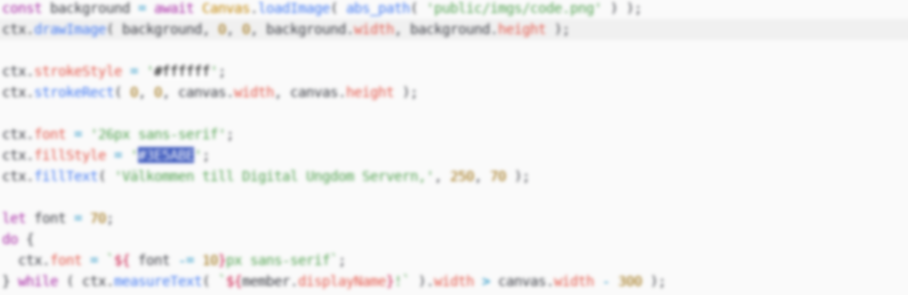 const background = await Canvas.loadImage( abs_path( 'public/imgs/code.png' ) );
ctx.drawImage( background, 0, 0, background.width, background.height );
ctx.strokeStyle = '#ffffff';
ctx.strokeRect( 0, 0, canvas.width, canvas.height );
ctx.font = '26px sans-serif';
ctx.fillStyle = '
ctx.fillText( 'Välkommen till Digital Ungdom Servern,', 250, 70 );
let font = 70;
do {
ctx.font = `${ font -= 10}px sans-serif`;
} while ( ctx.measureText( `${member.displayName}!` ).width > canvas.width - 300 );